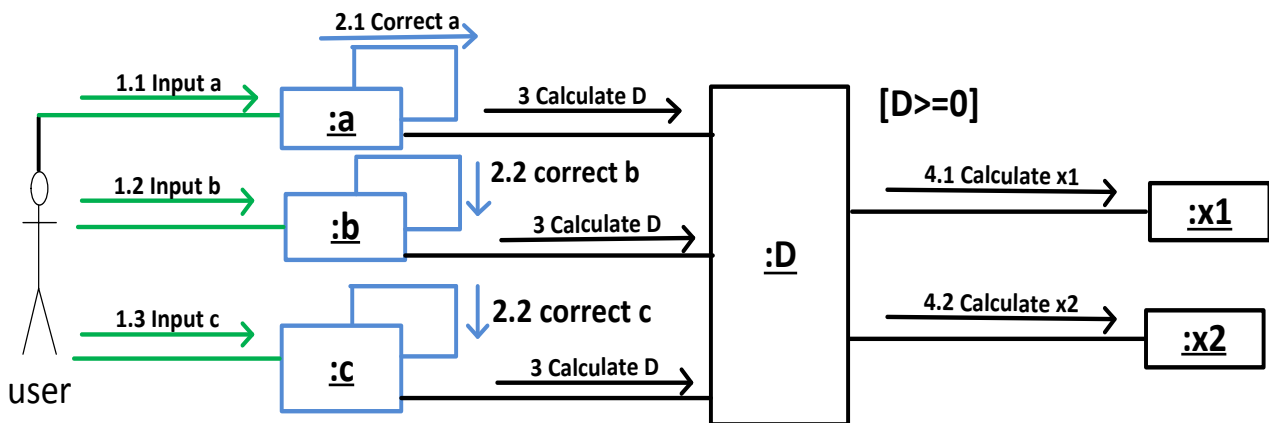 2.1 Correct a
1.1 Input a
:a
3 Calculate D
[D>=0]
1.2 Input b
2.2 correct b
4.1 Calculate x1
:b
3 Calculate D
:D
:x1
1.3 Input c
2.2 correct c
4.2 Calculate x2
:c
3 Calculate D
:x2
user